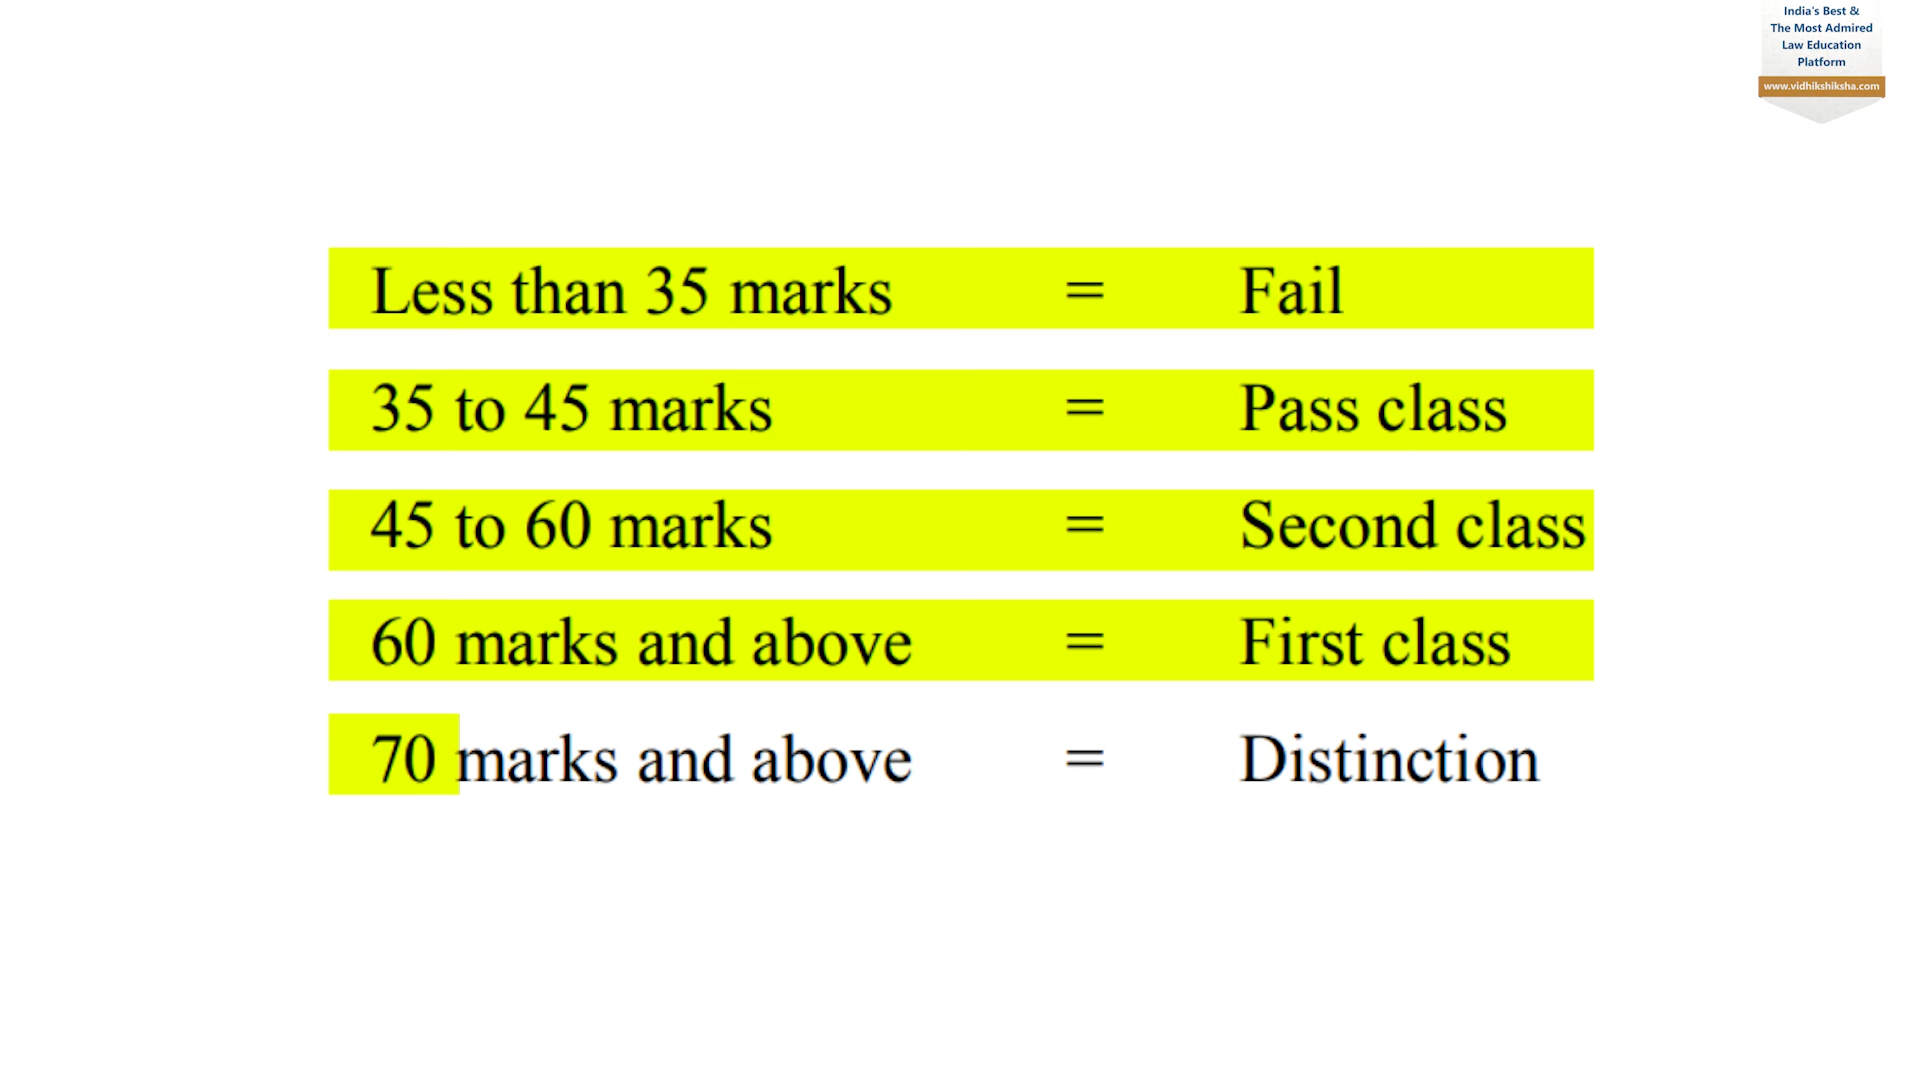 India's Best &
The Most Admired
Law Education
Platform
www.vidhikshiksha.com
Less than 35 marks = Fail
35 to 45 marks = Pass class
45 to 60 marks = Second class
60 marks and above = First class
70 marks and above = Distinction